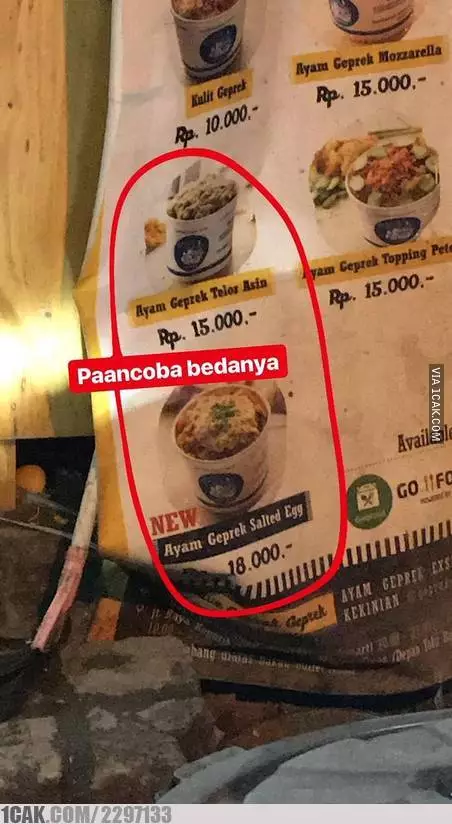 Kulit Geprek
Rp. 10.000.-
Ayam Geprek Mozzarella
Rp. 15.000.-
Ayam Geprek Telor Asin
Rp. 15.000.-
Ayam Geprek Topping Pete
Rp. 15.000.-
Paancoba bedanya
VIA 1CAK.COM
NEW
Ayam Geprek Salted Egg
18.000.-
GO
AYAM GEPREK
KEKINIAN
Geprek
1CAK.COM/2297133